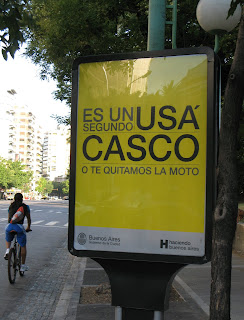 ES UN SEGUNDO USÁ
CASCO
O TE QUITAMOS LA MOTO
Buenos Aires
haciendo
buenos aires